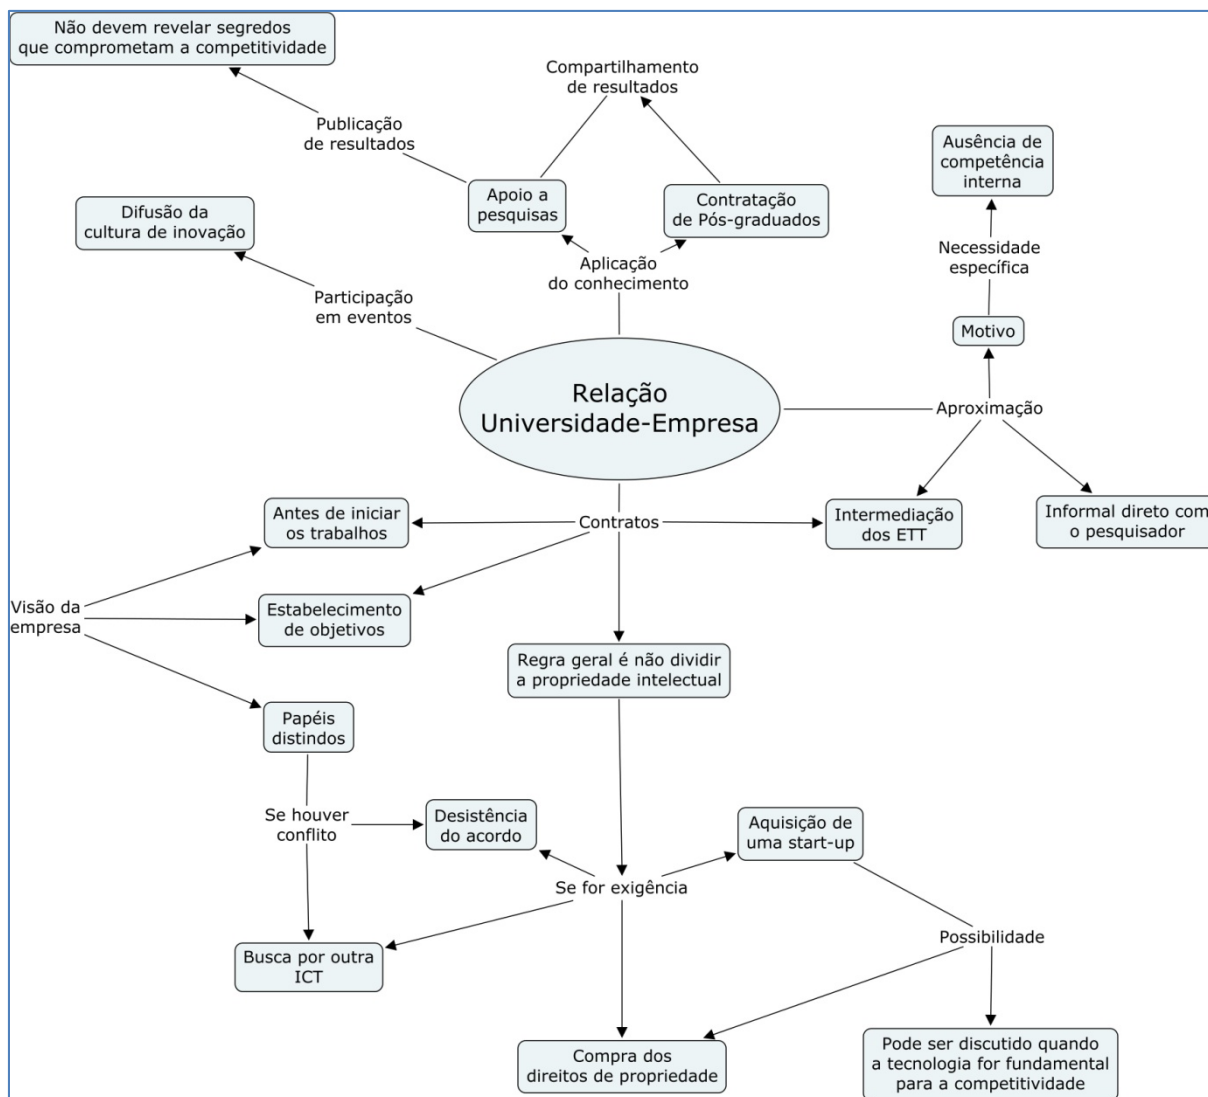 Não devem revelar segredos
que comprometam a competitividade
Compartilhamento
de resultados
Publicação
de resultados
Ausência de
competência
interna
Apoio a
pesquisas
Contratação
de Pós-graduados
Difusão da
cultura de inovação
Necessidade
específica
Aplicação
do conhecimento
Participação
em eventos
Motivo
Relação
Universidade-Empresa
Aproximação
Antes de iniciar
os trabalhos
Contratos
Intermediação
dos ETT
Informal direto com
o pesquisador
Visão da
empresa
Estabelecimento
de objetivos
Regra geral é não dividir
a propriedade intelectual
Papéis
distindos
Se houver
conflito
Desistência
do acordo
Aquisição de
uma start-up
Se for exigência
Possibilidade
Busca por outra
ICT
Compra dos
direitos de propriedade
Pode ser discutido quando
a tecnologia for fundamental
para a competitividade